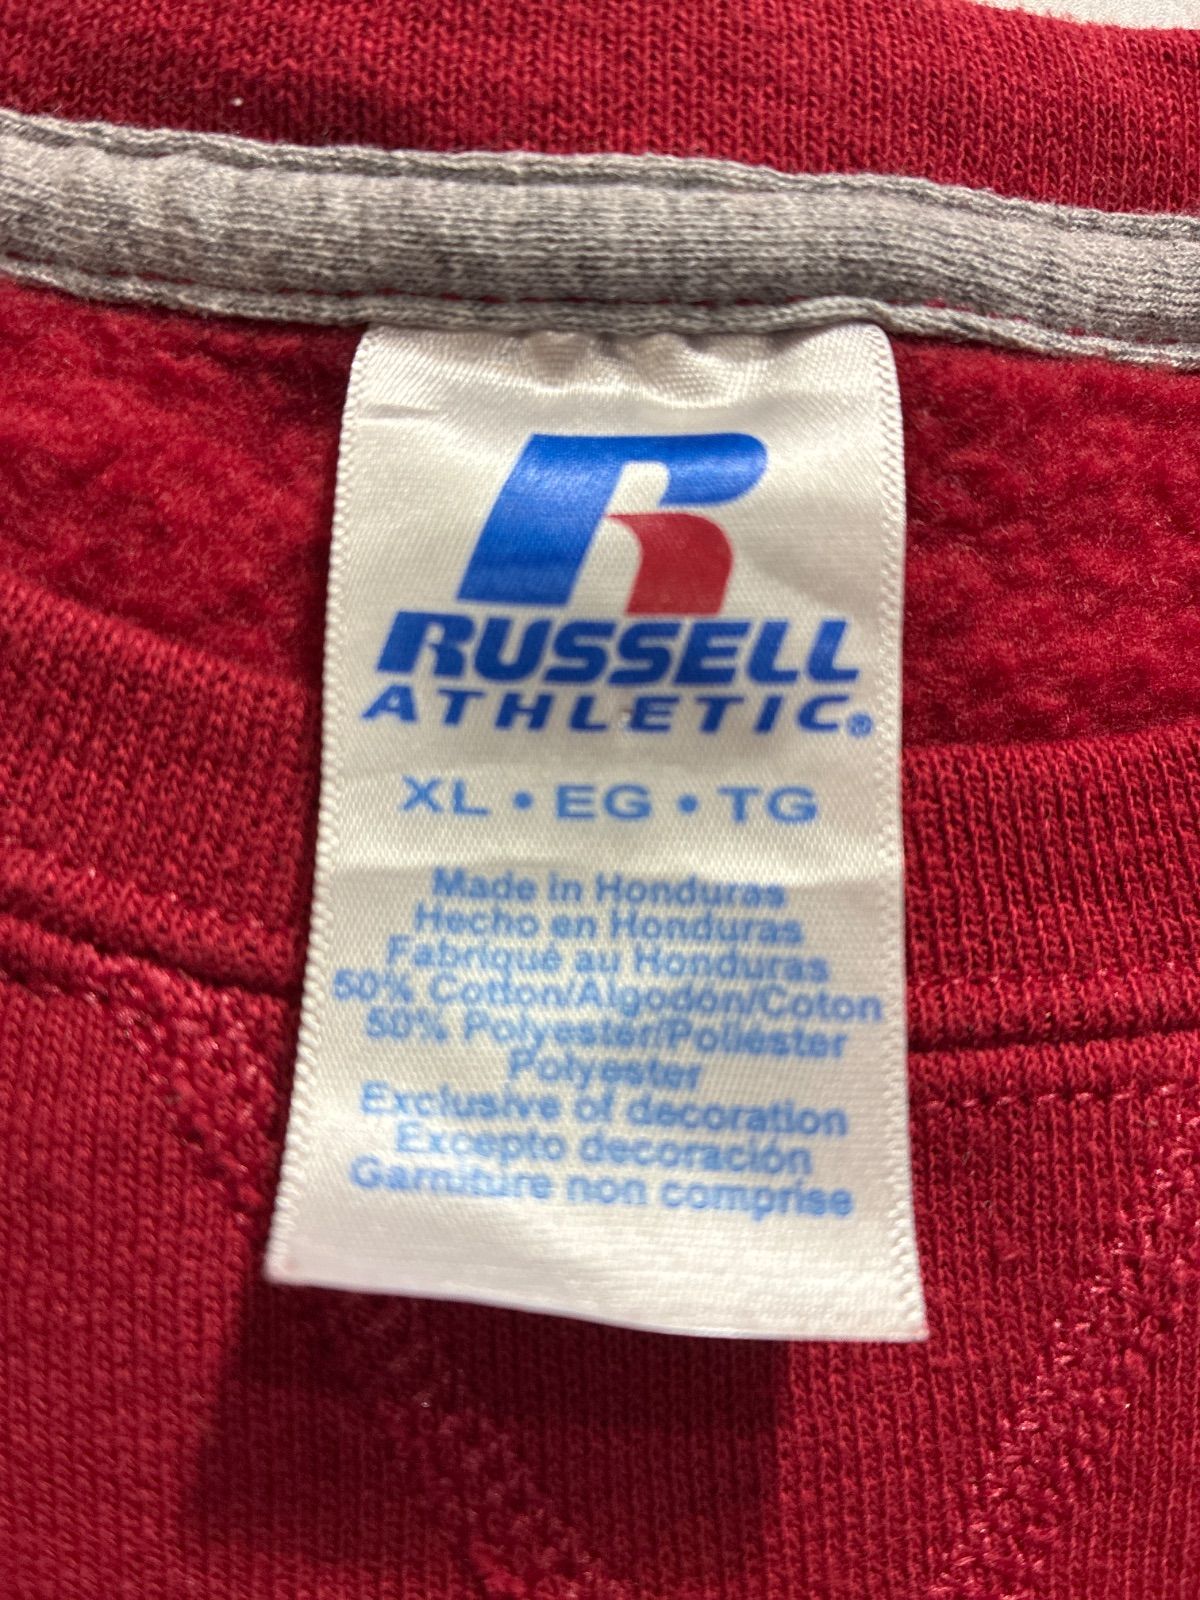 RUSSELL
ATHLETIC®
XL • EG • TG
Made in Honduras
Hecho en Honduras
Fabriqué au Honduras
50% Cotton/Algodón/Coton
50% Polyester/Poliéster
Polyester
Exclusive of decoration
Excepto decoración
Garniture non comprise